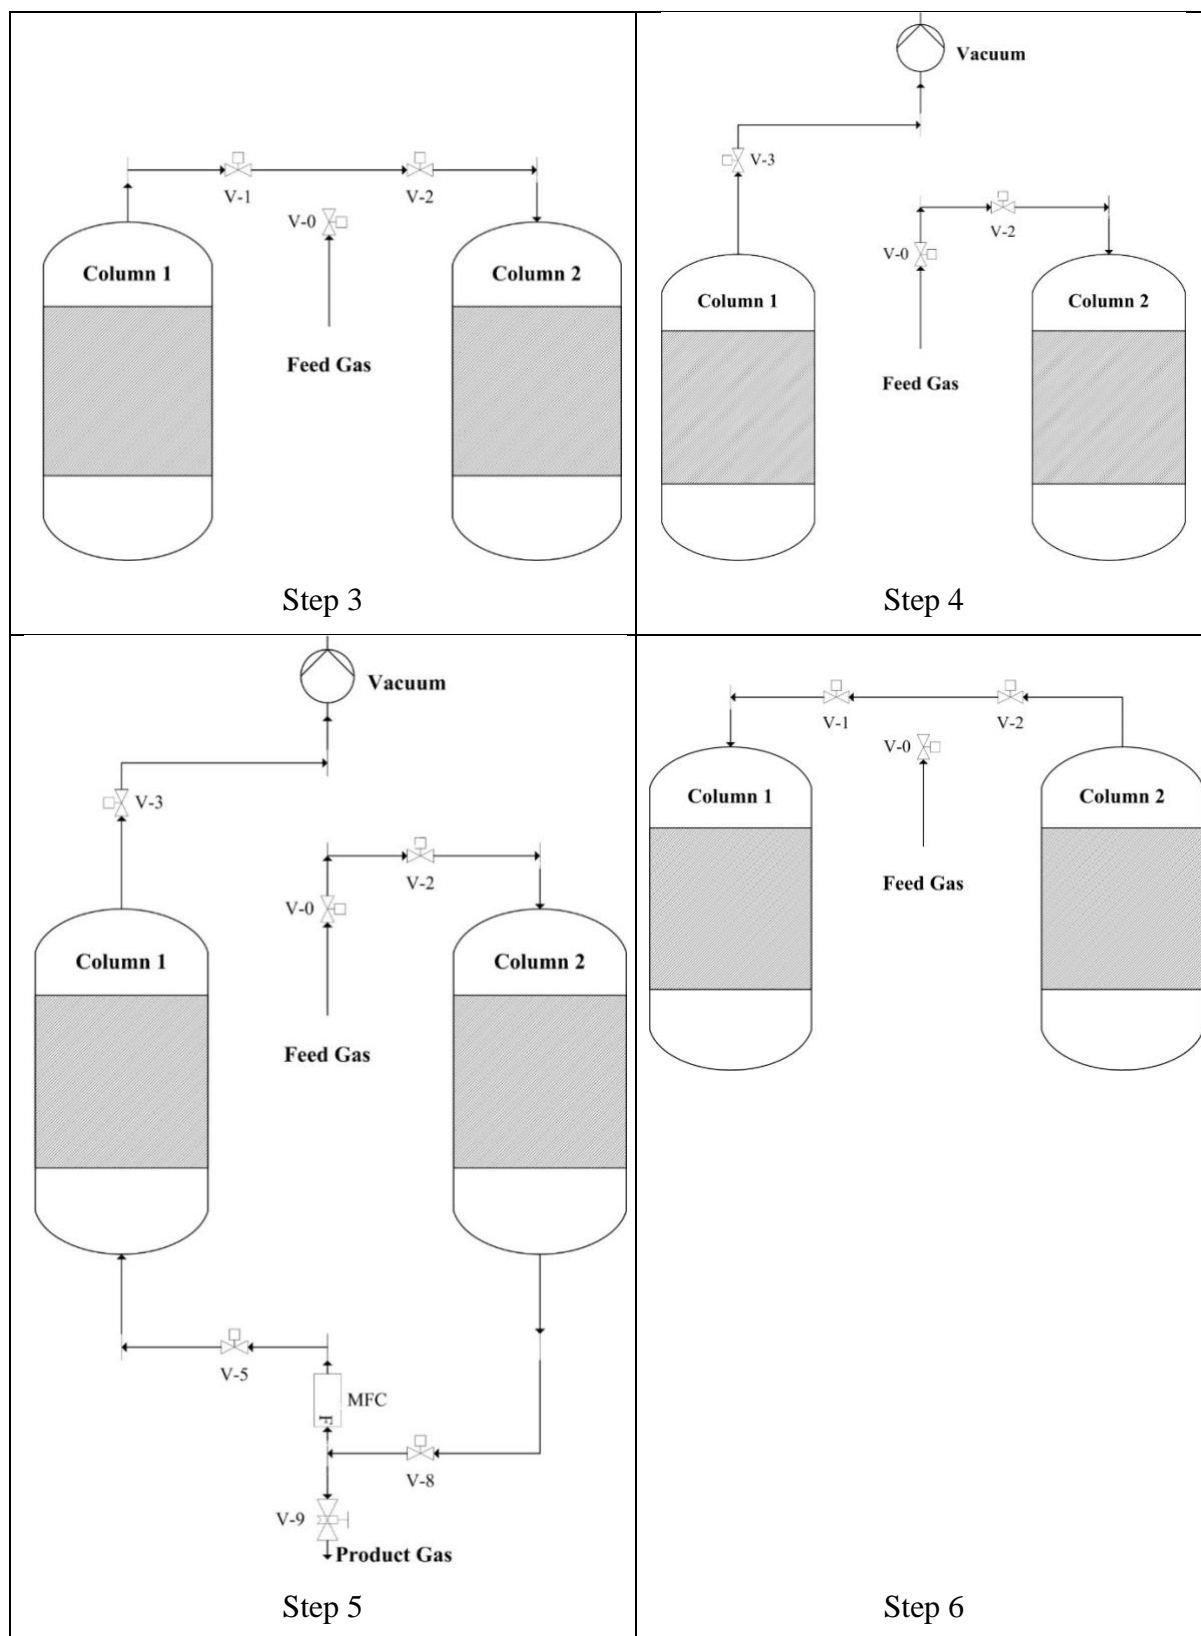 V-1
V-2
V-0
Column 1
Column 2
Feed Gas
Step 3
Vacuum
V-3
V-2
V-0
Column 1
Column 2
Feed Gas
Step 4
Vacuum
V-3
V-2
V-0
Column 1
Column 2
Feed Gas
V-5
MFC
F
V-8
V-9
Product Gas
Step 5
V-1
V-2
V-0
Column 1
Column 2
Feed Gas
Step 6